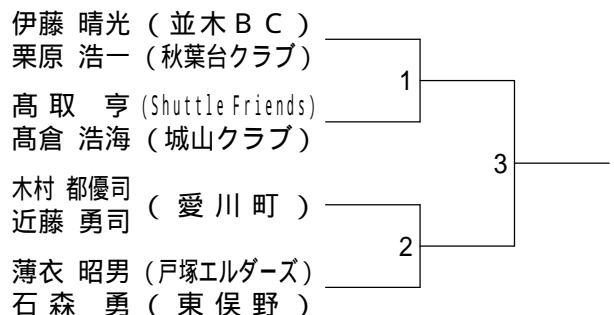 伊藤 晴光 (並木BC)
栗原 浩一 (秋葉台クラブ)
1
髙取 亨 (Shuttle Friends)
髙倉 浩海 (城山クラブ)
3
木村 都優司
近藤 勇司 (愛川町)
2
薄衣 昭男 (戸塚エルダーズ)
石森 勇 (東俣野)